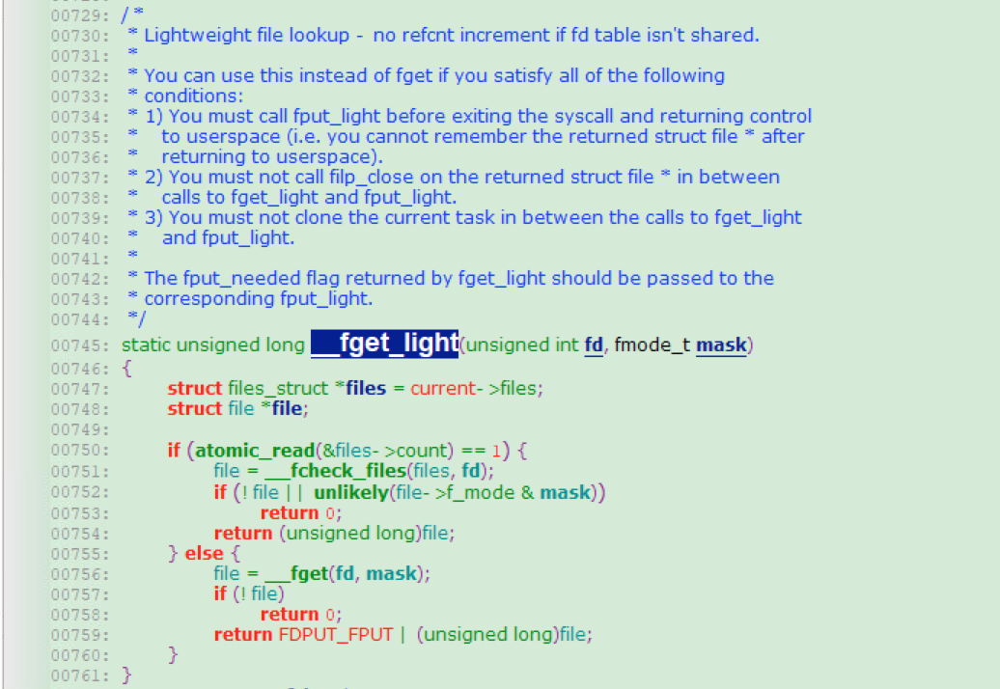 00729: /*
00730:  * Lightweight file lookup - no refcnt increment if fd table isn't shared.
00731:  *
00732:  * You can use this instead of fget if you satisfy all of the following
00733:  * conditions:
00734:  * 1) You must call fput_light before exiting the syscall and returning control
00735:  *    to userspace (i.e. you cannot remember the returned struct file * after
00736:  *    returning to userspace).
00737:  * 2) You must not call filp_close on the returned struct file * in between
00738:  *    calls to fget_light and fput_light.
00739:  * 3) You must not clone the current task in between the calls to fget_light
00740:  *    and fput_light.
00741:  *
00742:  * The fput_needed flag returned by fget_light should be passed to the
00743:  * corresponding fput_light.
00744:  */
00745: static unsigned long __fget_light(unsigned int fd, fmode_t mask)
00746: {
00747:     struct files_struct *files = current->files;
00748:     struct file *file;
00749:
00750:     if (atomic_read(&files->count) == 1) {
00751:         file = __fcheck_files(files, fd);
00752:         if (!file || unlikely(file->f_mode & mask))
00753:             return 0;
00754:         return (unsigned long)file;
00755:     } else {
00756:         file = __fget(fd, mask);
00757:         if (!file)
00758:             return 0;
00759:         return FDPUT_FPUT | (unsigned long)file;
00760:     }
00761: }